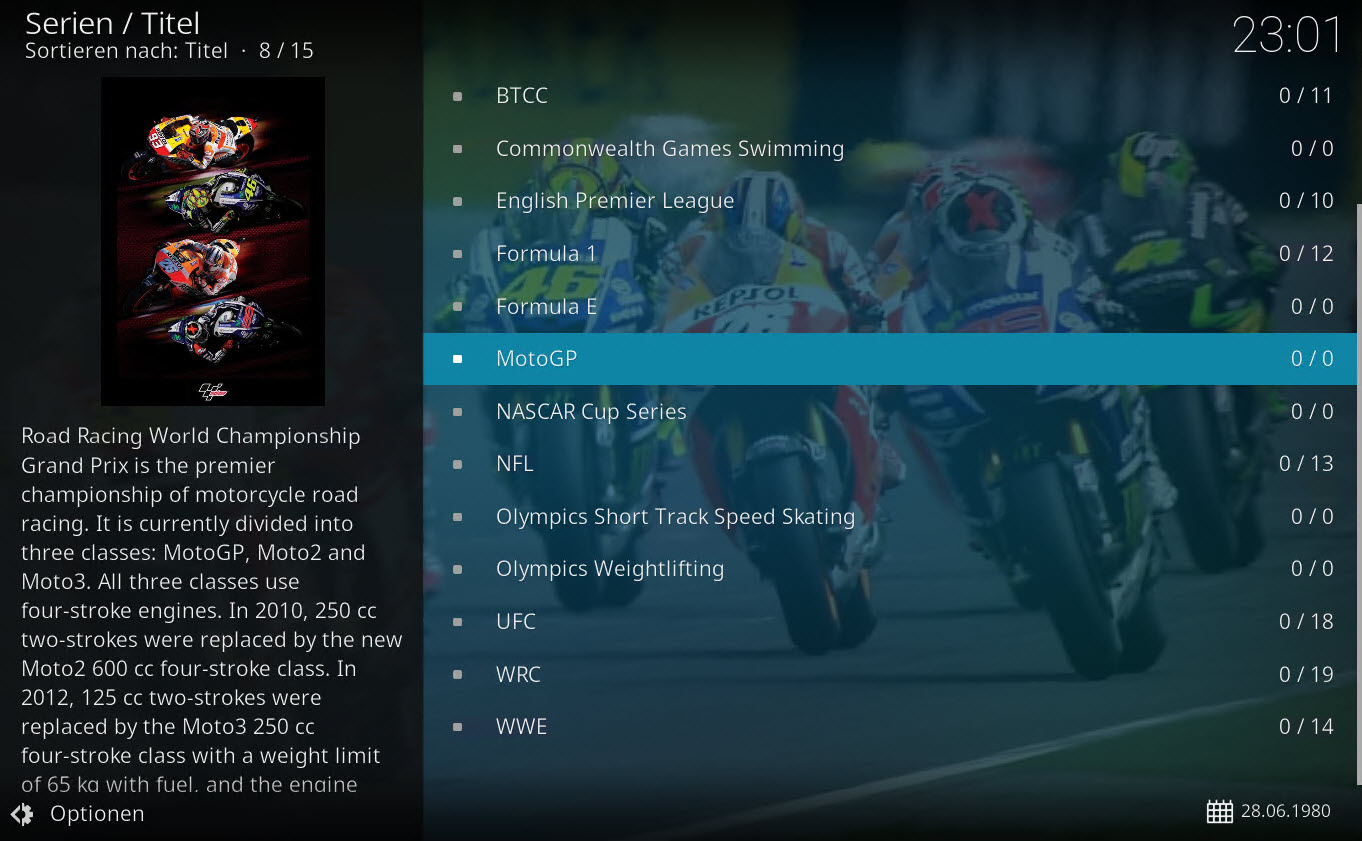 Serien / Titel
Sortieren nach: Titel · 8 / 15
23:01
BTCC 0 / 11
Commonwealth Games Swimming 0 / 0
English Premier League 0 / 10
Formula 1 0 / 12
Formula E 0 / 0
MotoGP 0 / 0
NASCAR Cup Series 0 / 0
NFL 0 / 13
Olympics Short Track Speed Skating 0 / 0
Olympics Weightlifting 0 / 0
UFC 0 / 18
WRC 0 / 19
WWE 0 / 14
Road Racing World Championship
Grand Prix is the premier
championship of motorcycle road
racing. It is currently divided into
three classes: MotoGP, Moto2 and
Moto3. All three classes use
four-stroke engines. In 2010, 250 cc
two-strokes were replaced by the new
Moto2 600 cc four-stroke class. In
2012, 125 cc two-strokes were
replaced by the Moto3 250 cc
four-stroke class with a weight limit
of 65 kg with fuel, and the engine
Optionen
28.06.1980
46
REPSOL